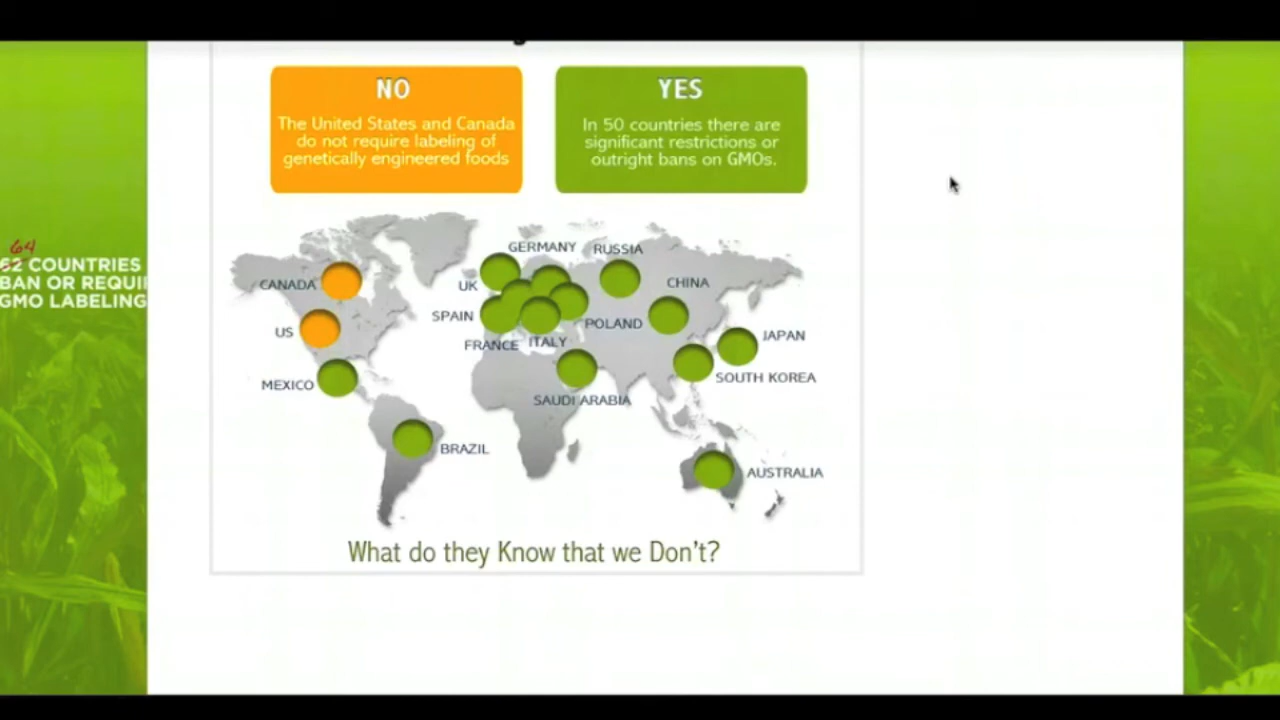 NO
The United States and Canada
do not require labeling of
genetically engineered foods
YES
In 50 countries there are
significant restrictions or
outright bans on GMOs.
64
62 COUNTRIES
BAN OR REQUI
GMO LABELING
GERMANY
RUSSIA
CANADA
UK
CHINA
SPAIN
US
POLAND
JAPAN
FRANCE
ITALY
MEXICO
SOUTH KOREA
SAUDI ARABIA
BRAZIL
AUSTRALIA
What do they Know that we Don't?